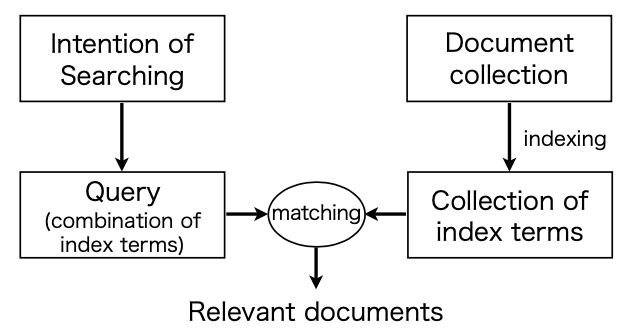 Intention of
Searching
Document
collection
indexing
Query
(combination of
index terms)
matching
Collection of
index terms
Relevant documents